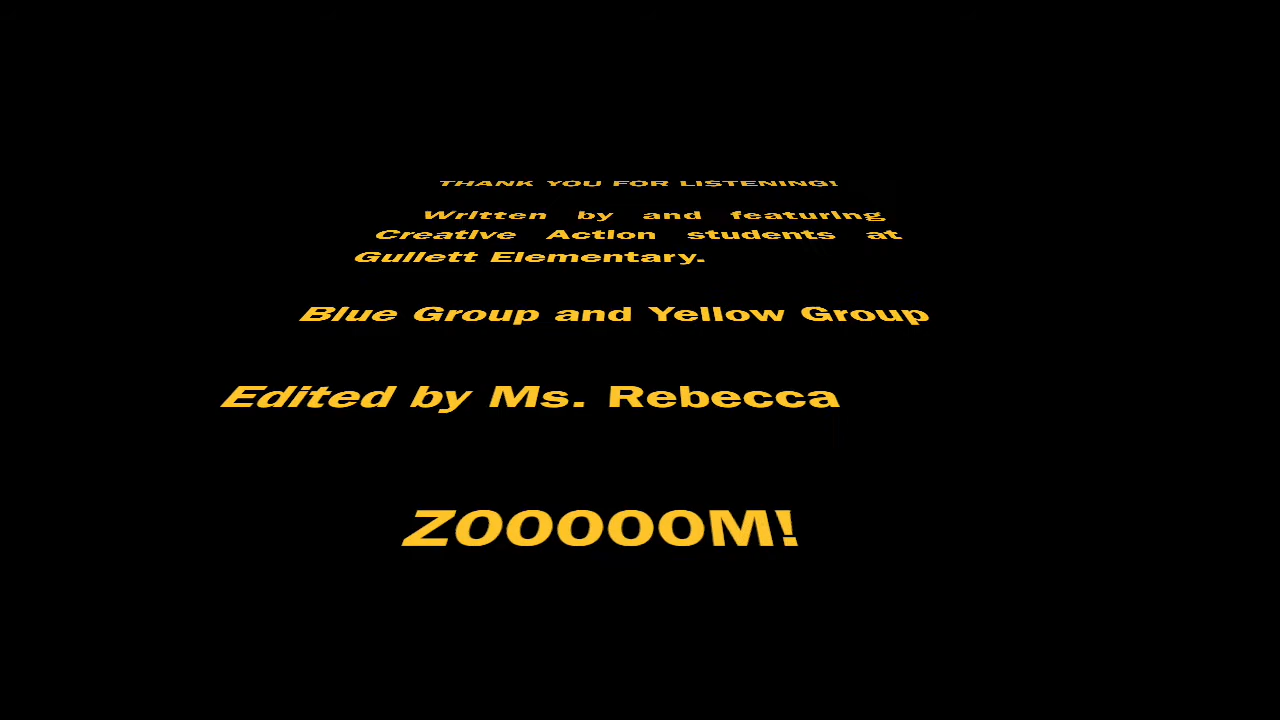 THANK YOU FOR LISTENING!
Written by and featuring
Creative Action students at
Gullett Elementary.
Blue Group and Yellow Group
Edited by Ms. Rebecca
ZOOOOOM!